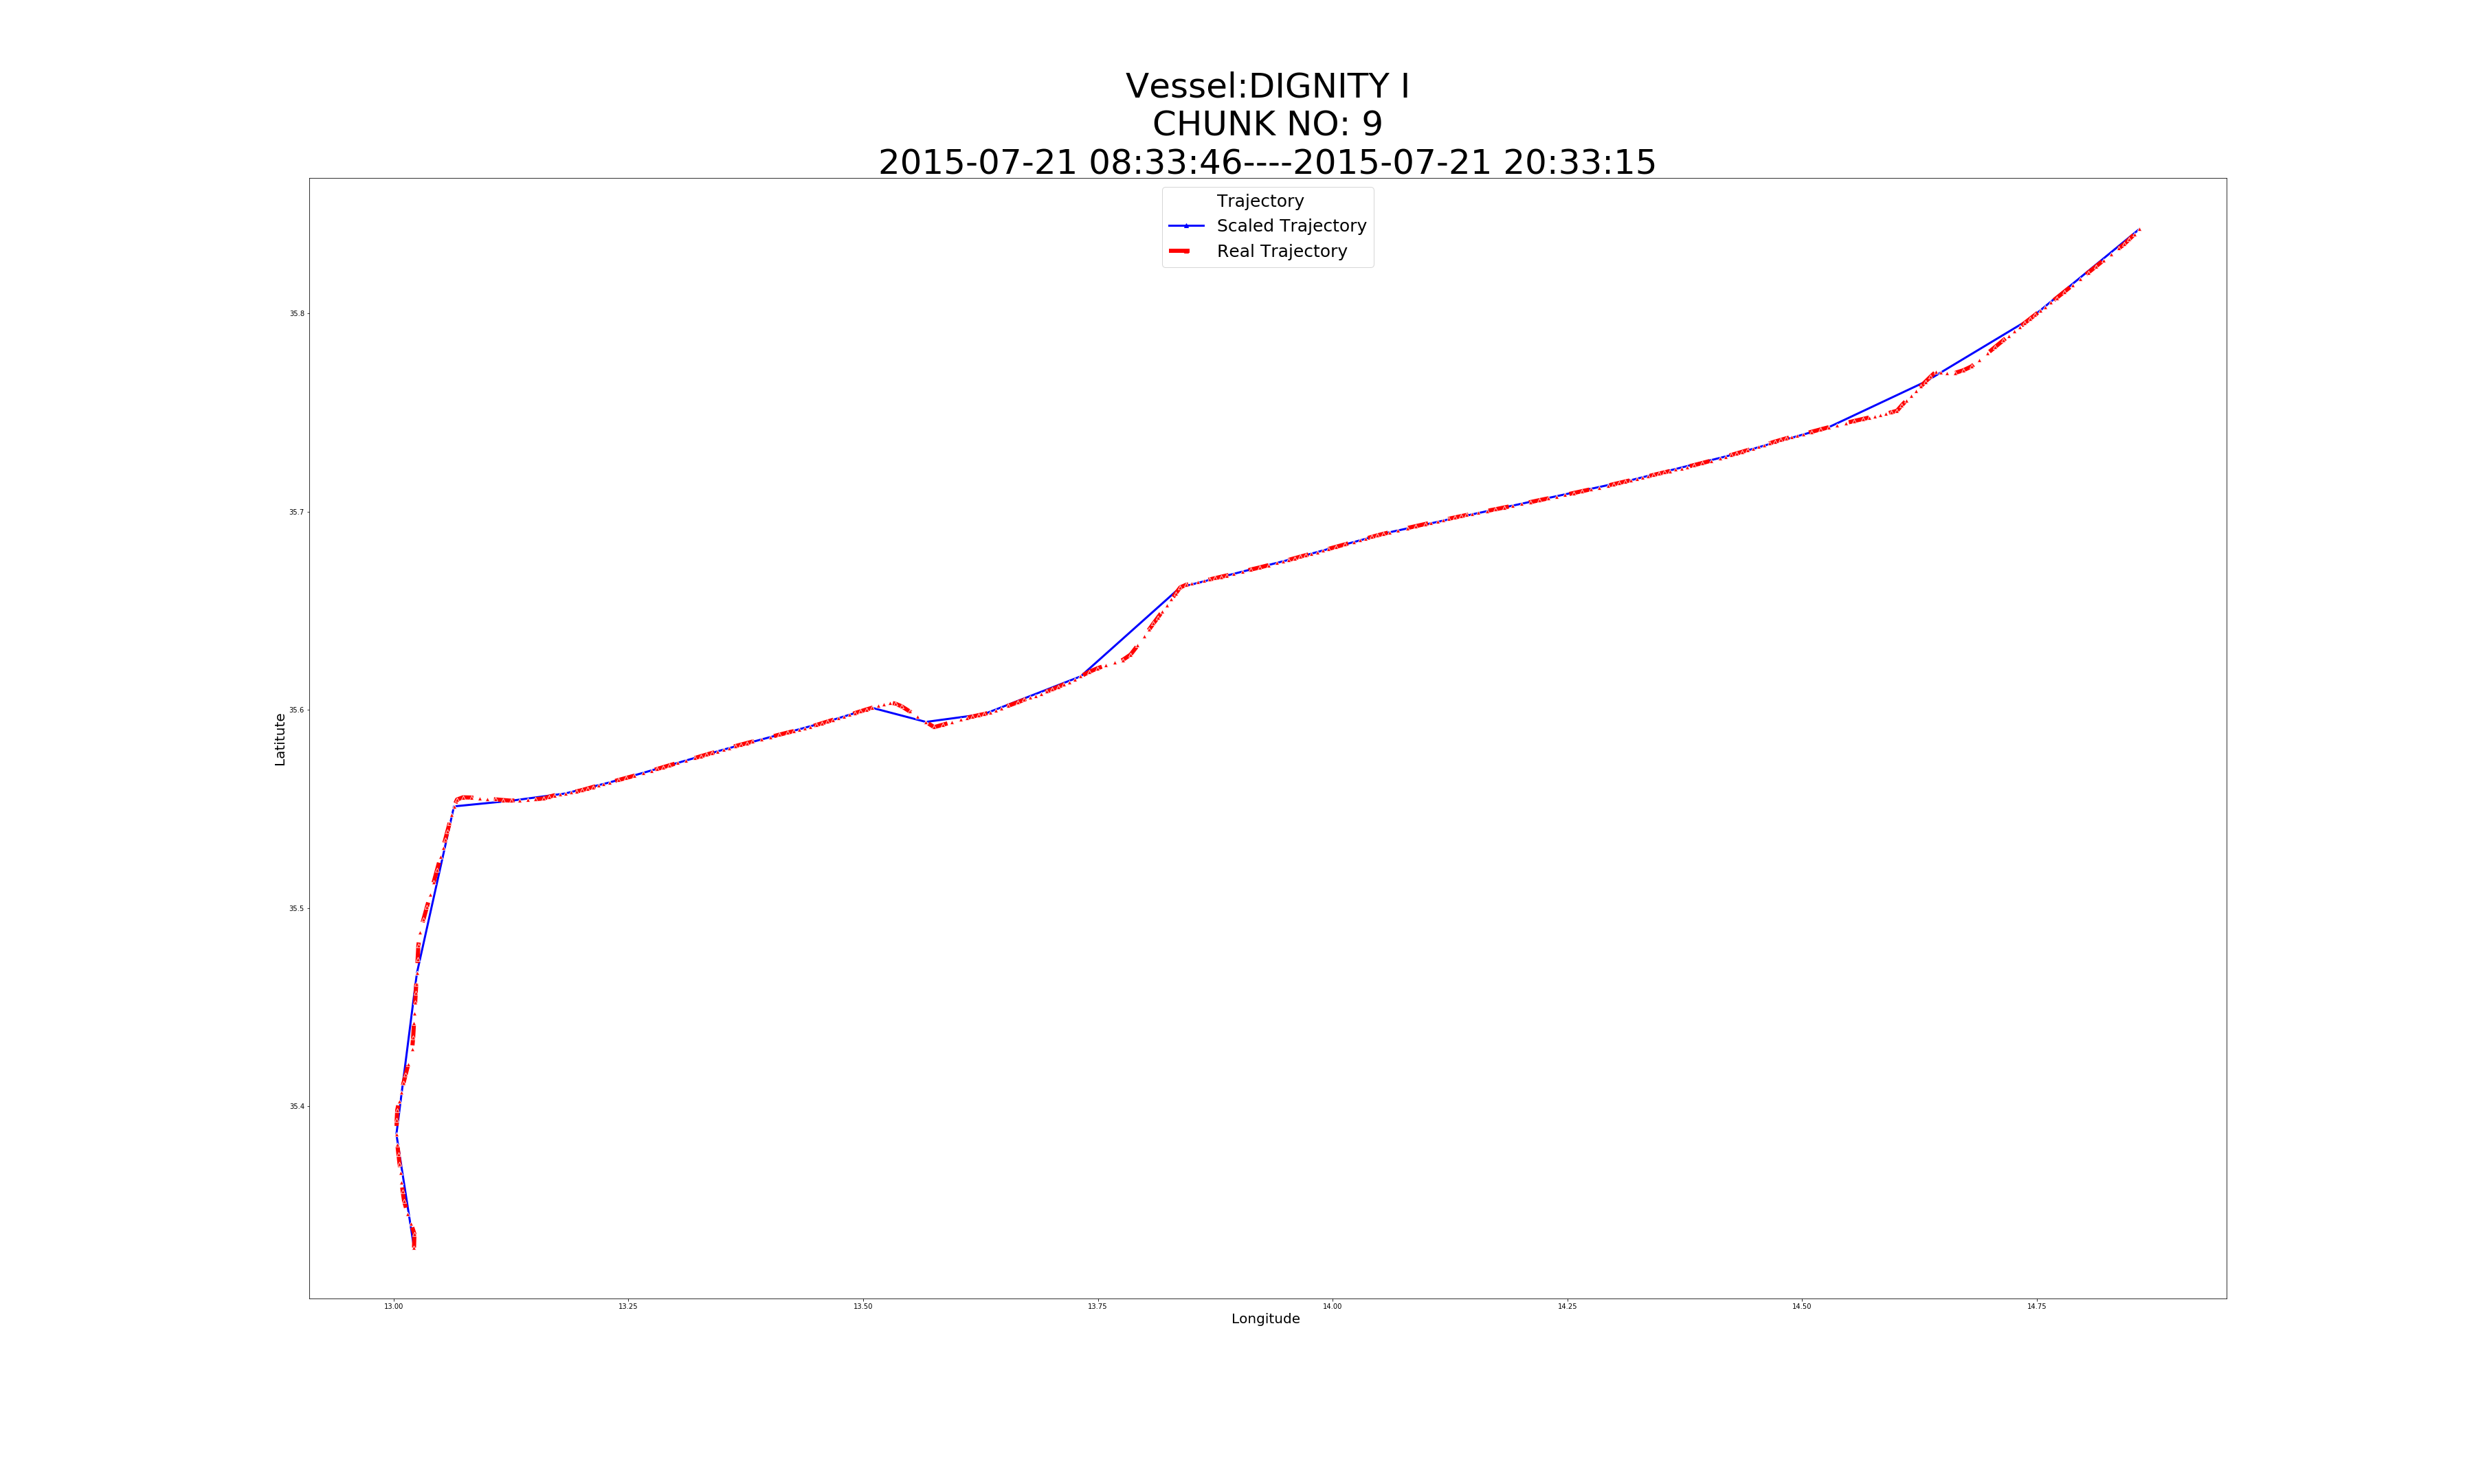 Vessel:DIGNITY I
CHUNK NO: 9
2015-07-21 08:33:46----2015-07-21 20:33:15
Trajectory
Scaled Trajectory
Real Trajectory
35.8
35.7
35.6
35.5
35.4
Latitute
13.00
13.25
13.50
13.75
14.00
14.25
14.50
14.75
Longitude